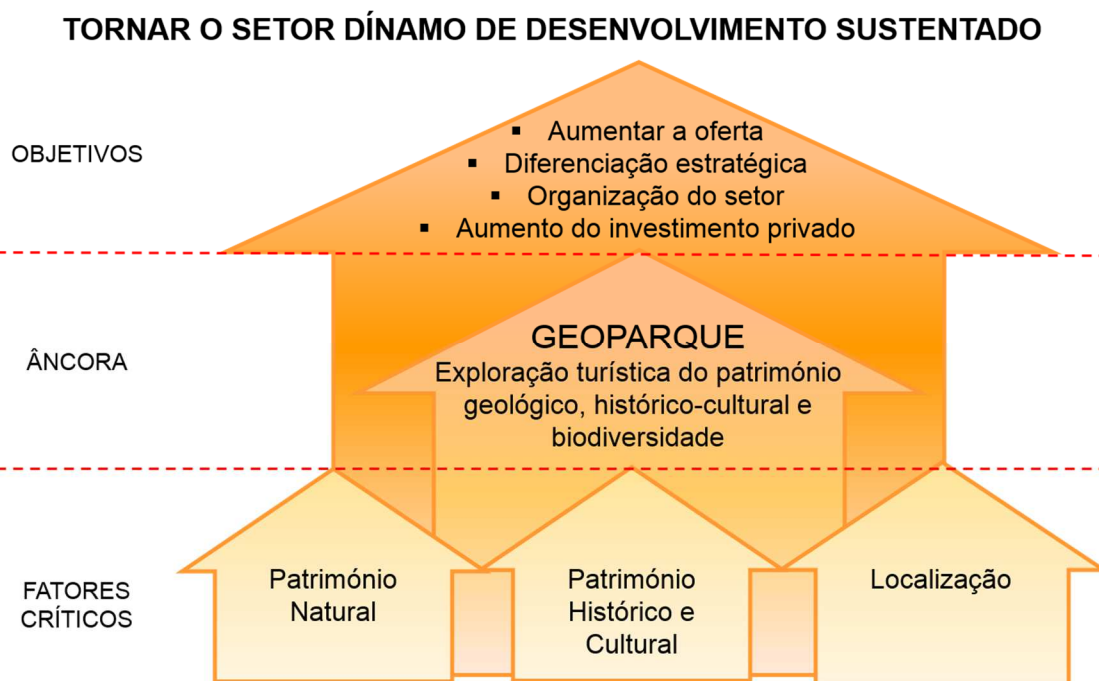 TORNAR O SETOR DÍNAMO DE DESENVOLVIMENTO SUSTENTADO
OBJETIVOS
▪ Aumentar a oferta
▪ Diferenciação estratégica
▪ Organização do setor
▪ Aumento do investimento privado
ÂNCORA
GEOPARQUE
Exploração turística do património
geológico, histórico-cultural e
biodiversidade
FATORES
CRÍTICOS
Património
Natural
Património
Histórico e
Cultural
Localização